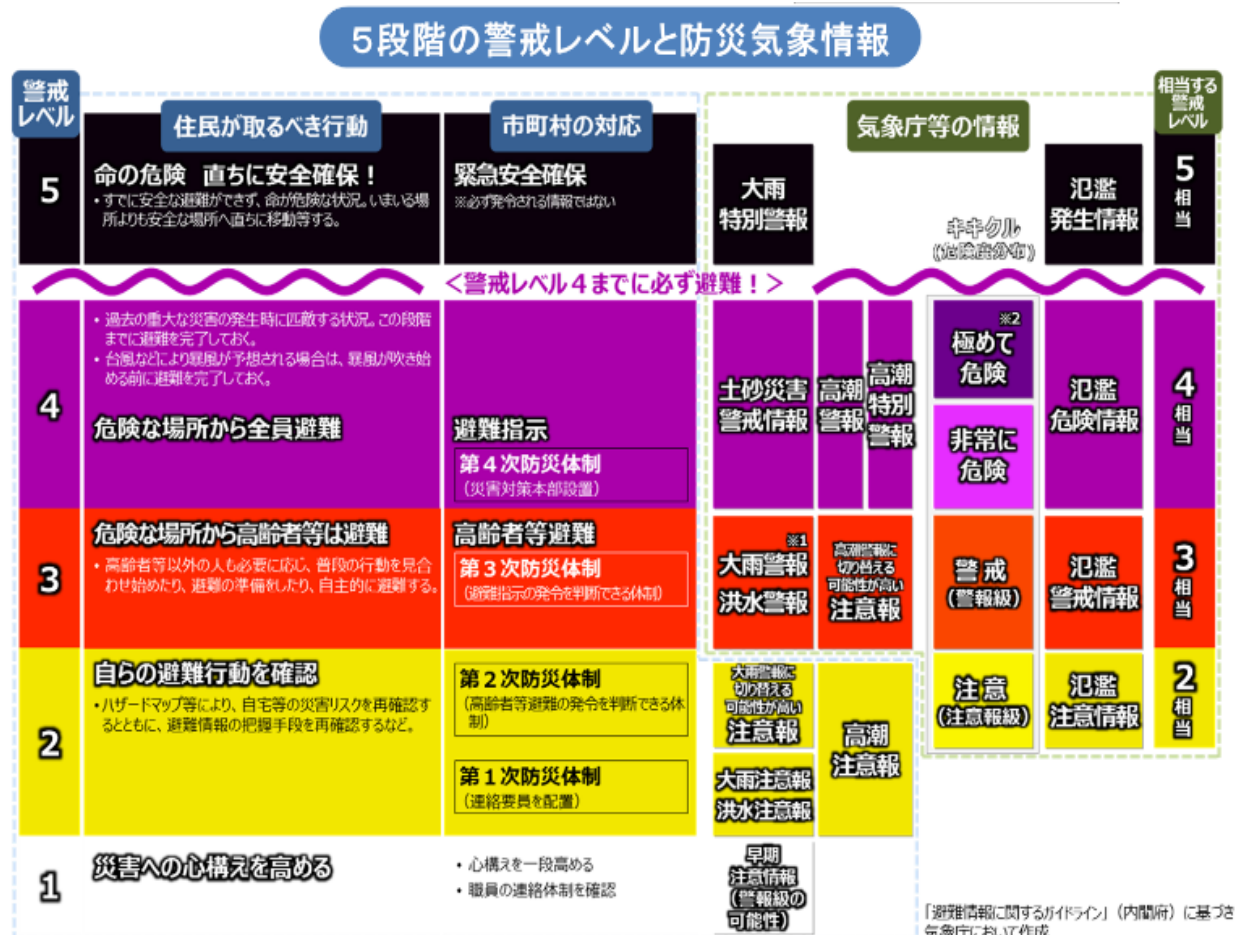 5段階の警戒レベルと防災気象情報
警戒
レベル
住民が取るべき行動
市町村の対応
気象庁等の情報
相当する
警戒
レベル
5
命の危険 直ちに安全確保！
・すでに安全な避難ができず、命が危険な状況。いまいる場
所よりも安全な場所へ直ちに移動等する。
緊急安全確保
※必ず発令される情報ではない
大雨
特別警報
キキクル
(危険度分布)
氾濫
発生情報
5
相
当
＜警戒レベル４までに必ず避難！＞
4
・過去の重大な災害の発生時に匹敵する状況。この段階
までに避難を完了しておく。
・台風などにより暴風が予想される場合は、暴風が吹き始
める前に避難を完了しておく。
危険な場所から全員避難
避難指示
第４次防災体制
（災害対策本部設置）
土砂災害
警戒情報
高潮
警報
高潮
特別
警報
※2
極めて
危険
非常に
危険
氾濫
危険情報
4
相
当
3
危険な場所から高齢者等は避難
・高齢者等以外の人も必要に応じ、普段の行動を見合
わせ始めたり、避難の準備をしたり、自主的に避難する。
高齢者等避難
第３次防災体制
（避難指示の発令を判断できる体制）
※1
大雨警報
洪水警報
高潮警報に
切り替える
可能性が高い
注意報
警戒
（警報級）
氾濫
警戒情報
3
相
当
2
自らの避難行動を確認
・ハザードマップ等により、自宅等の災害リスクを再確認す
るとともに、避難情報の把握手段を再確認するなど。
第２次防災体制
（高齢者等避難の発令を判断できる体
制）
第１次防災体制
（連絡要員を配置）
大雨警報に
切り替える
可能性が高い
注意報
大雨注意報
洪水注意報
高潮
注意報
注意
（注意報級）
氾濫
注意情報
2
相
当
1
災害への心構えを高める
・心構えを一段高める
・職員の連絡体制を確認
早期
注意情報
（警報級の
可能性）
「避難情報に関するガイドライン」（内閣府）に基づき
気象庁において作成